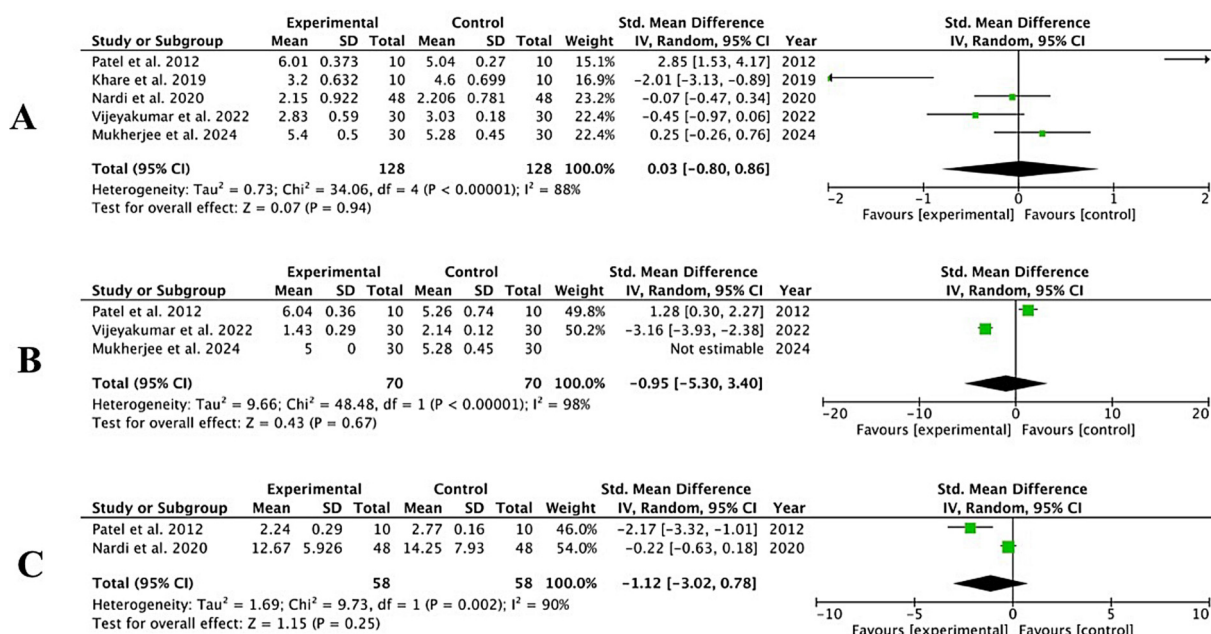 A
Experimental Control Std. Mean Difference Std. Mean Difference
Study or Subgroup Mean SD Total Mean SD Total Weight IV, Random, 95% CI Year IV, Random, 95% CI
Patel et al. 2012 6.01 0.373 10 5.04 0.27 10 15.1% 2.85 [1.53, 4.17] 2012
Khare et al. 2019 3.2 0.632 10 4.6 0.699 10 16.9% -2.01 [-3.13, -0.89] 2019
Nardi et al. 2020 2.15 0.922 48 2.206 0.781 48 23.2% -0.07 [-0.47, 0.34] 2020
Vijeyakumar et al. 2022 2.83 0.59 30 3.03 0.18 30 22.4% -0.45 [-0.97, 0.06] 2022
Mukherjee et al. 2024 5.4 0.5 30 5.28 0.45 30 22.4% 0.25 [-0.26, 0.76] 2024
Total (95% CI) 128 128 100.0% 0.03 [-0.80, 0.86]
Heterogeneity: Tau² = 0.73; Chi² = 34.06, df = 4 (P < 0.00001); I² = 88%
Test for overall effect: Z = 0.07 (P = 0.94)
-2 -1 0 1 2
Favours [experimental] Favours [control]
B
Experimental Control Std. Mean Difference Std. Mean Difference
Study or Subgroup Mean SD Total Mean SD Total Weight IV, Random, 95% CI Year IV, Random, 95% CI
Patel et al. 2012 6.04 0.36 10 5.26 0.74 10 49.8% 1.28 [0.30, 2.27] 2012
Vijeyakumar et al. 2022 1.43 0.29 30 2.14 0.12 30 50.2% -3.16 [-3.93, -2.38] 2022
Mukherjee et al. 2024 5 0 30 5.28 0.45 30 Not estimable 2024
Total (95% CI) 70 70 100.0% -0.95 [-5.30, 3.40]
Heterogeneity: Tau² = 9.66; Chi² = 48.48, df = 1 (P < 0.00001); I² = 98%
Test for overall effect: Z = 0.43 (P = 0.67)
-20 -10 0 10 20
Favours [experimental] Favours [control]
C
Experimental Control Std. Mean Difference Std. Mean Difference
Study or Subgroup Mean SD Total Mean SD Total Weight IV, Random, 95% CI Year IV, Random, 95% CI
Patel et al. 2012 2.24 0.29 10 2.77 0.16 10 46.0% -2.17 [-3.32, -1.01] 2012
Nardi et al. 2020 12.67 5.926 48 14.25 7.93 48 54.0% -0.22 [-0.63, 0.18] 2020
Total (95% CI) 58 58 100.0% -1.12 [-3.02, 0.78]
Heterogeneity: Tau² = 1.69; Chi² = 9.73, df = 1 (P = 0.002); I² = 90%
Test for overall effect: Z = 1.15 (P = 0.25)
-10 -5 0 5 10
Favours [experimental] Favours [control]